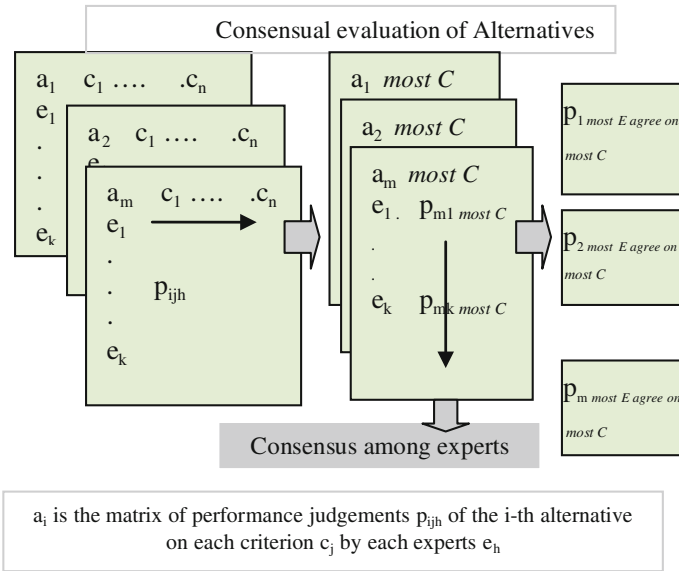 Consensual evaluation of Alternatives
a₁ c₁ …. .cₙ
e₁
.
.
.
eₖ
a₂ c₁ …. .cₙ
aₘ c₁ …. .cₙ
e₁
.
. pᵢⱼₕ
.
eₖ
a₁ most C
a₂ most C
aₘ most C
e₁ . pₘ₁ most C
.
.
eₖ pₘₖ most C
p₁ most E agree on
most C
p₂ most E agree on
most C
pₘ most E agree on
most C
Consensus among experts
aᵢ is the matrix of performance judgements pᵢⱼₕ of the i-th alternative
on each criterion cⱼ by each experts eₕ